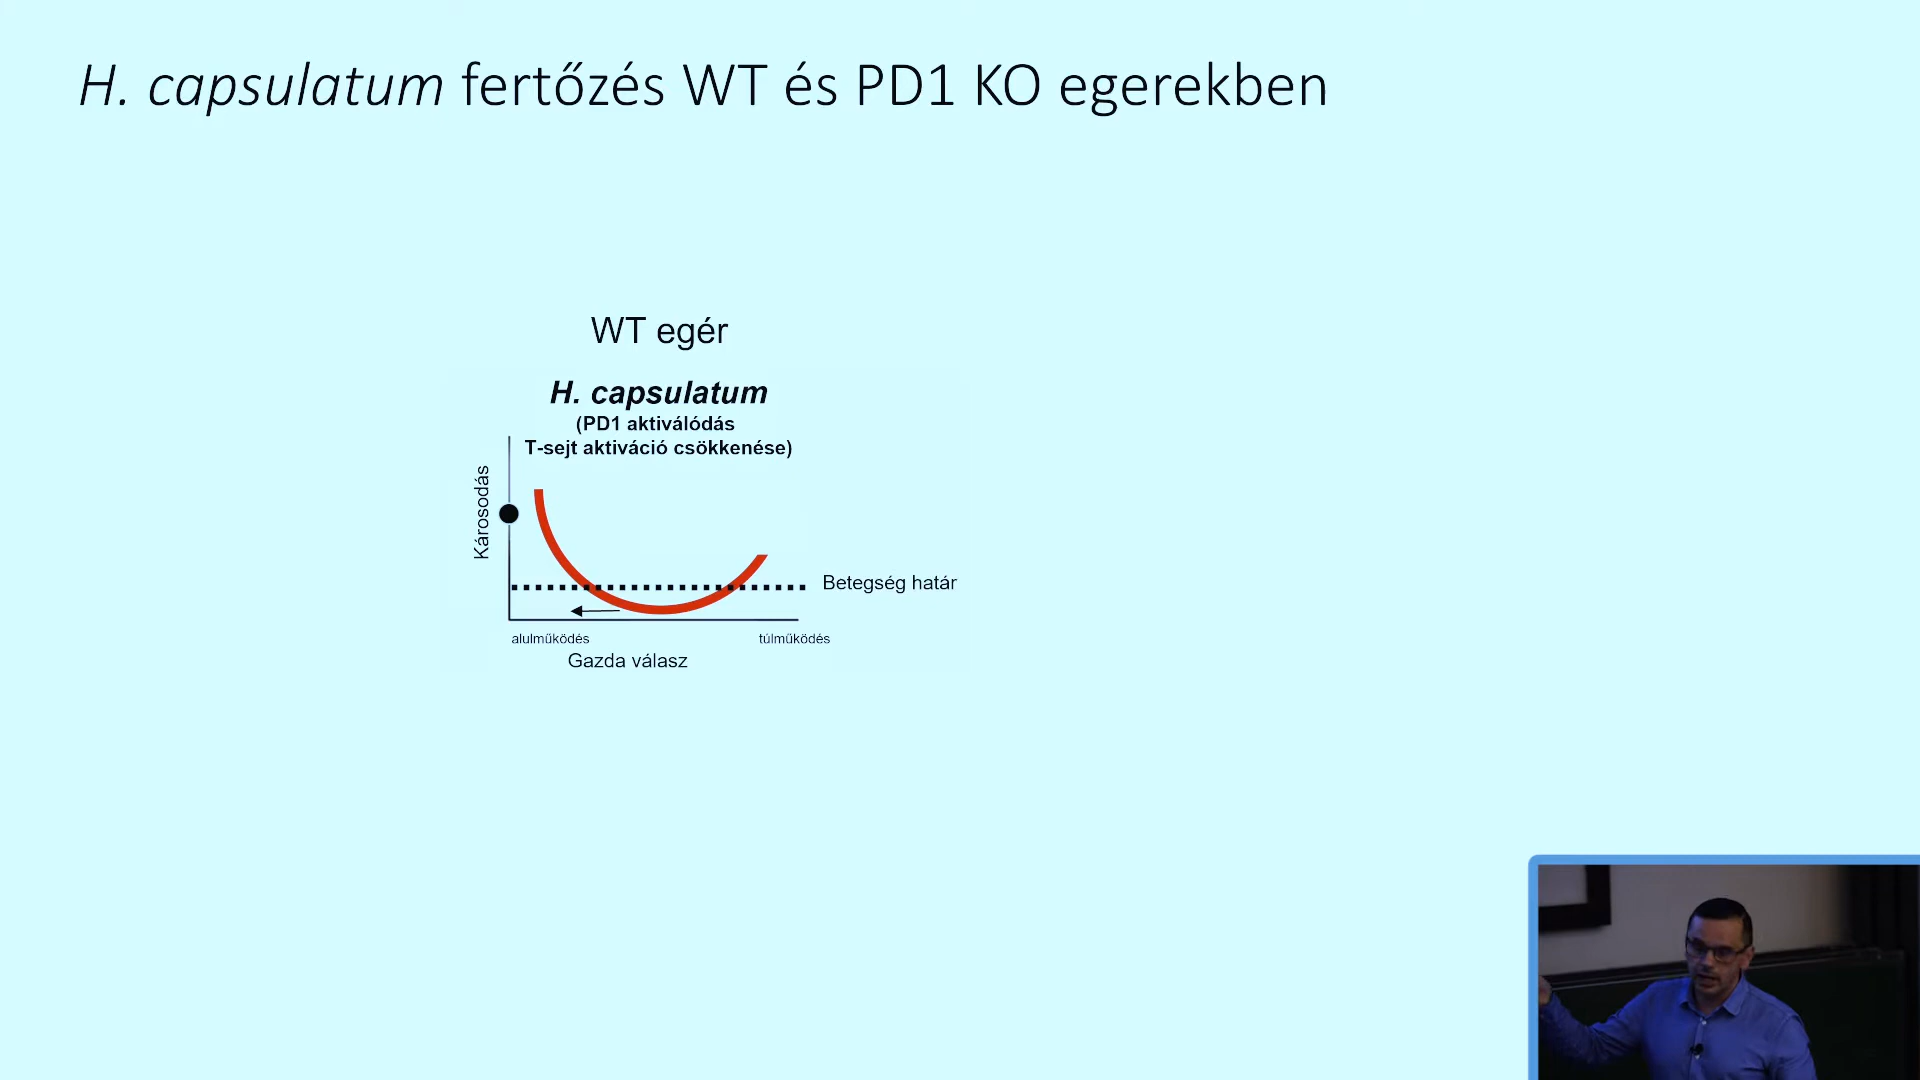 H. capsulatum fertőzés WT és PD1 KO egerekben
WT egér
H. capsulatum
(PD1 aktiválódás
T-sejt aktiváció csökkenése)
Károsodás
Betegség határ
alulműködés
túlműködés
Gazda válasz